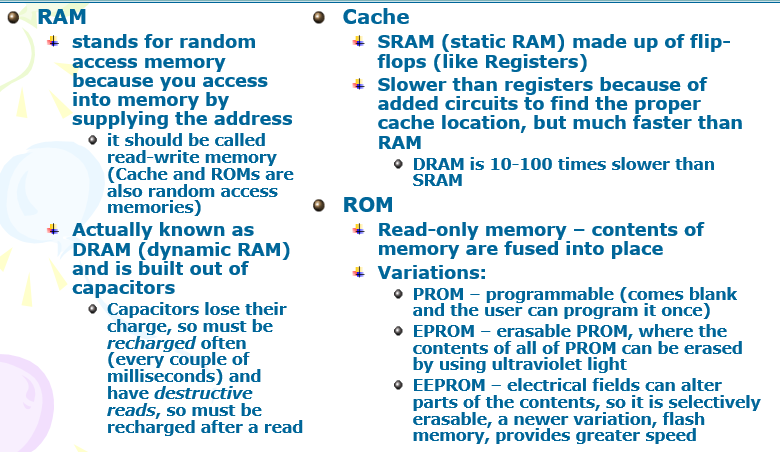 RAM
stands for random
access memory
because you access
into memory by
supplying the address
it should be called
read-write memory
(Cache and ROMs are
also random access
memories)
Actually known as
DRAM (dynamic RAM)
and is built out of
capacitors
Capacitors lose their
charge, so must be
recharged often
(every couple of
milliseconds) and
have destructive
reads, so must be
recharged after a read
Cache
SRAM (static RAM) made up of flip-
flops (like Registers)
Slower than registers because of
added circuits to find the proper
cache location, but much faster than
RAM
DRAM is 10-100 times slower than
SRAM
ROM
Read-only memory – contents of
memory are fused into place
Variations:
PROM – programmable (comes blank
and the user can program it once)
EPROM – erasable PROM, where the
contents of all of PROM can be erased
by using ultraviolet light
EEPROM – electrical fields can alter
parts of the contents, so it is selectively
erasable, a newer variation, flash
memory, provides greater speed